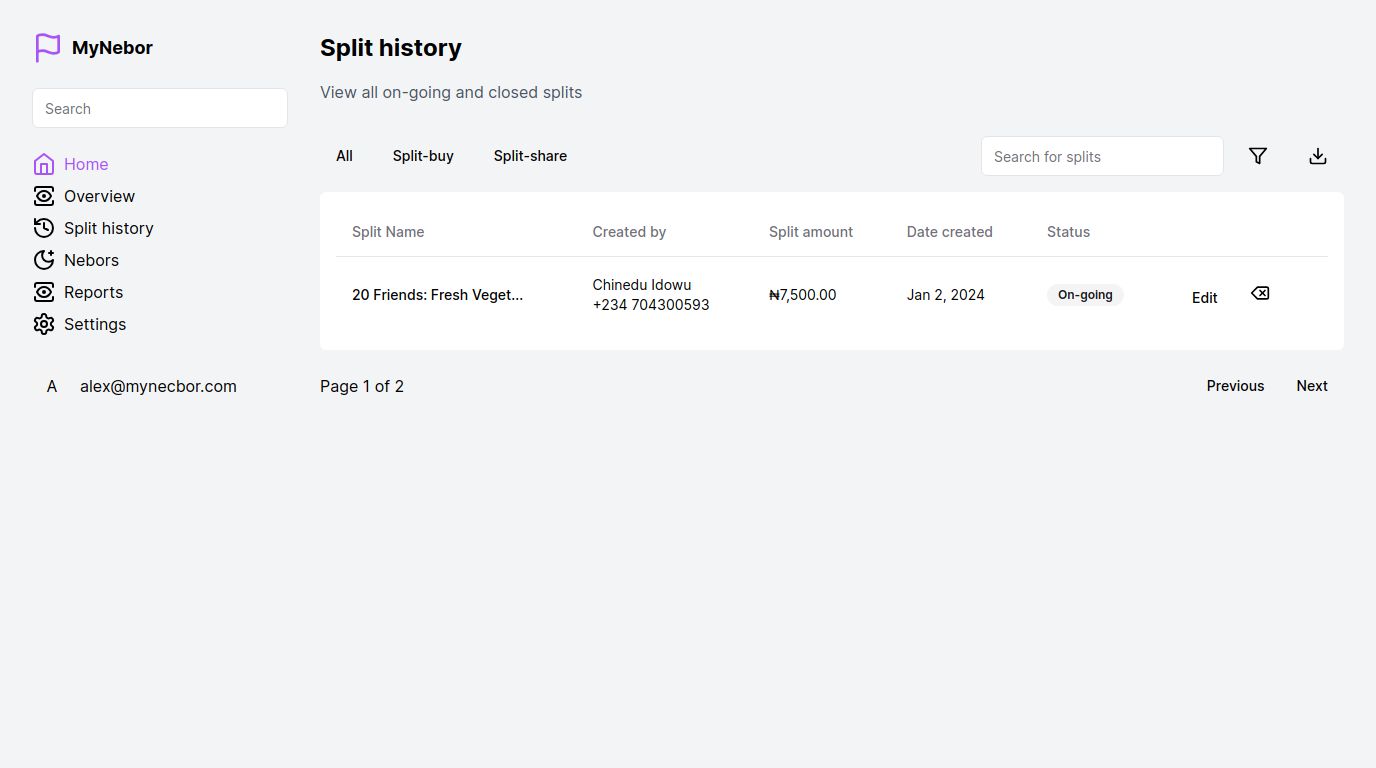 MyNebor
Search
Home
Overview
Split history
Nebors
Reports
Settings
A alex@mynecbor.com
Split history
View all on-going and closed splits
All Split-buy Split-share Search for splits
Split Name Created by Split amount Date created Status
20 Friends: Fresh Veget... Chinedu Idowu ₦7,500.00 Jan 2, 2024 On-going Edit
+234 704300593
Page 1 of 2 Previous Next